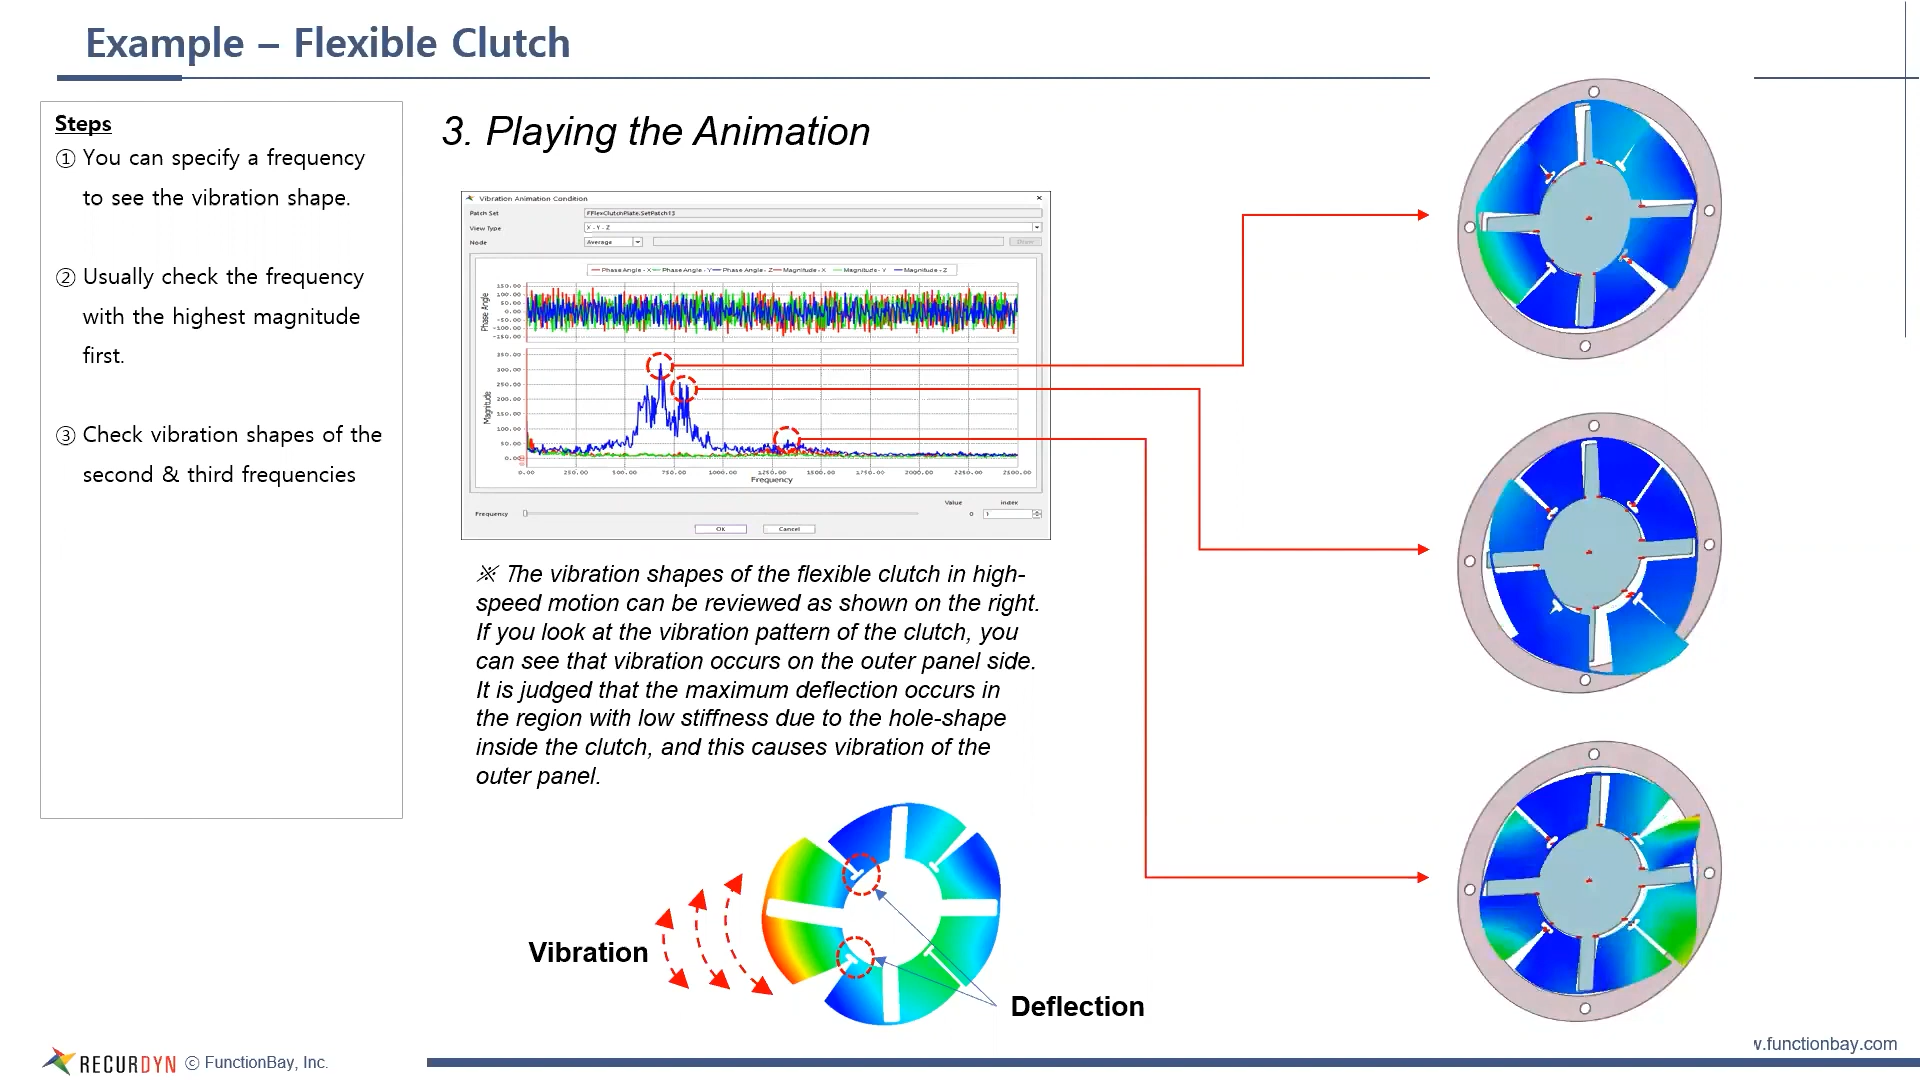 Example – Flexible Clutch
Steps
① You can specify a frequency
to see the vibration shape.
② Usually check the frequency
with the highest magnitude
first.
③ Check vibration shapes of the
second & third frequencies
3. Playing the Animation
Vibration Animation Condition
Patch Set
FFlexClutchPlate.SetPatch13
View Type
X - Y - Z
Node
Average
Phase Angle - X Phase Angle - Y Phase Angle - Z Magnitude - X Magnitude - Y Magnitude - Z
Phase Angle
150.00
100.00
50.00
0.00
-50.00
-100.00
-150.00
Magnitude
350.00
300.00
250.00
200.00
150.00
100.00
50.00
0.00
0.00 250.00 500.00 750.00 1000.00 1250.00 1500.00 1750.00 2000.00 2250.00 2500.00
Frequency
Value index
Frequency 0 1
OK Cancel
※ The vibration shapes of the flexible clutch in high-
speed motion can be reviewed as shown on the right.
If you look at the vibration pattern of the clutch, you
can see that vibration occurs on the outer panel side.
It is judged that the maximum deflection occurs in
the region with low stiffness due to the hole-shape
inside the clutch, and this causes vibration of the
outer panel.
Vibration
Deflection
RECURDYN © FunctionBay, Inc.
.functionbay.com